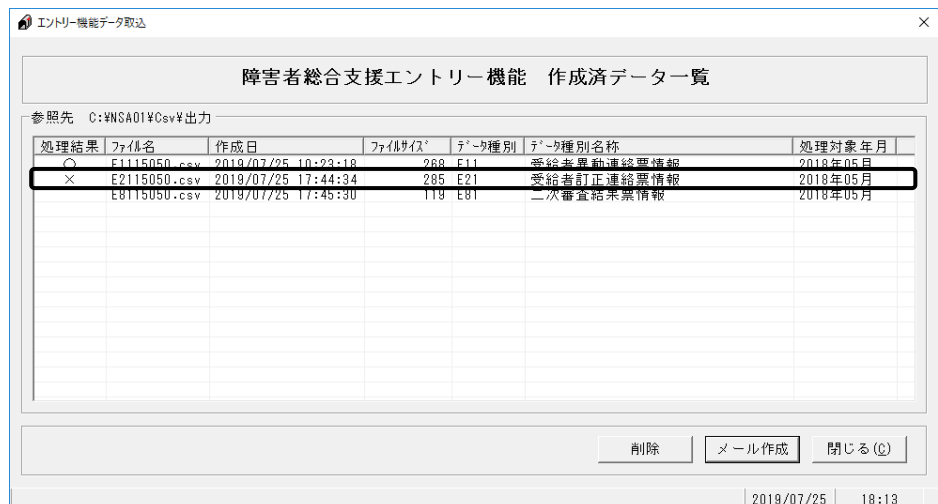 エントリー機能データ取込
障害者総合支援エントリー機能　作成済データ一覧
参照先　C:¥NSA01¥Csv¥出力
処理結果 ﾌｧｲﾙ名 作成日 ﾌｧｲﾙｻｲｽﾞ ﾃﾞｰﾀ種別 ﾃﾞｰﾀ種別名称 処理対象年月
○ E1115050.csv 2019/07/25 10:23:18 268 E11 受給者異動連絡票情報 2018年05月
× E2115050.csv 2019/07/25 17:44:34 285 E21 受給者訂正連絡票情報 2018年05月
E8115050.csv 2019/07/25 17:45:30 119 E81 二次審査結果票情報 2018年05月
削除 メール作成 閉じる(C)
2019/07/25 18:13